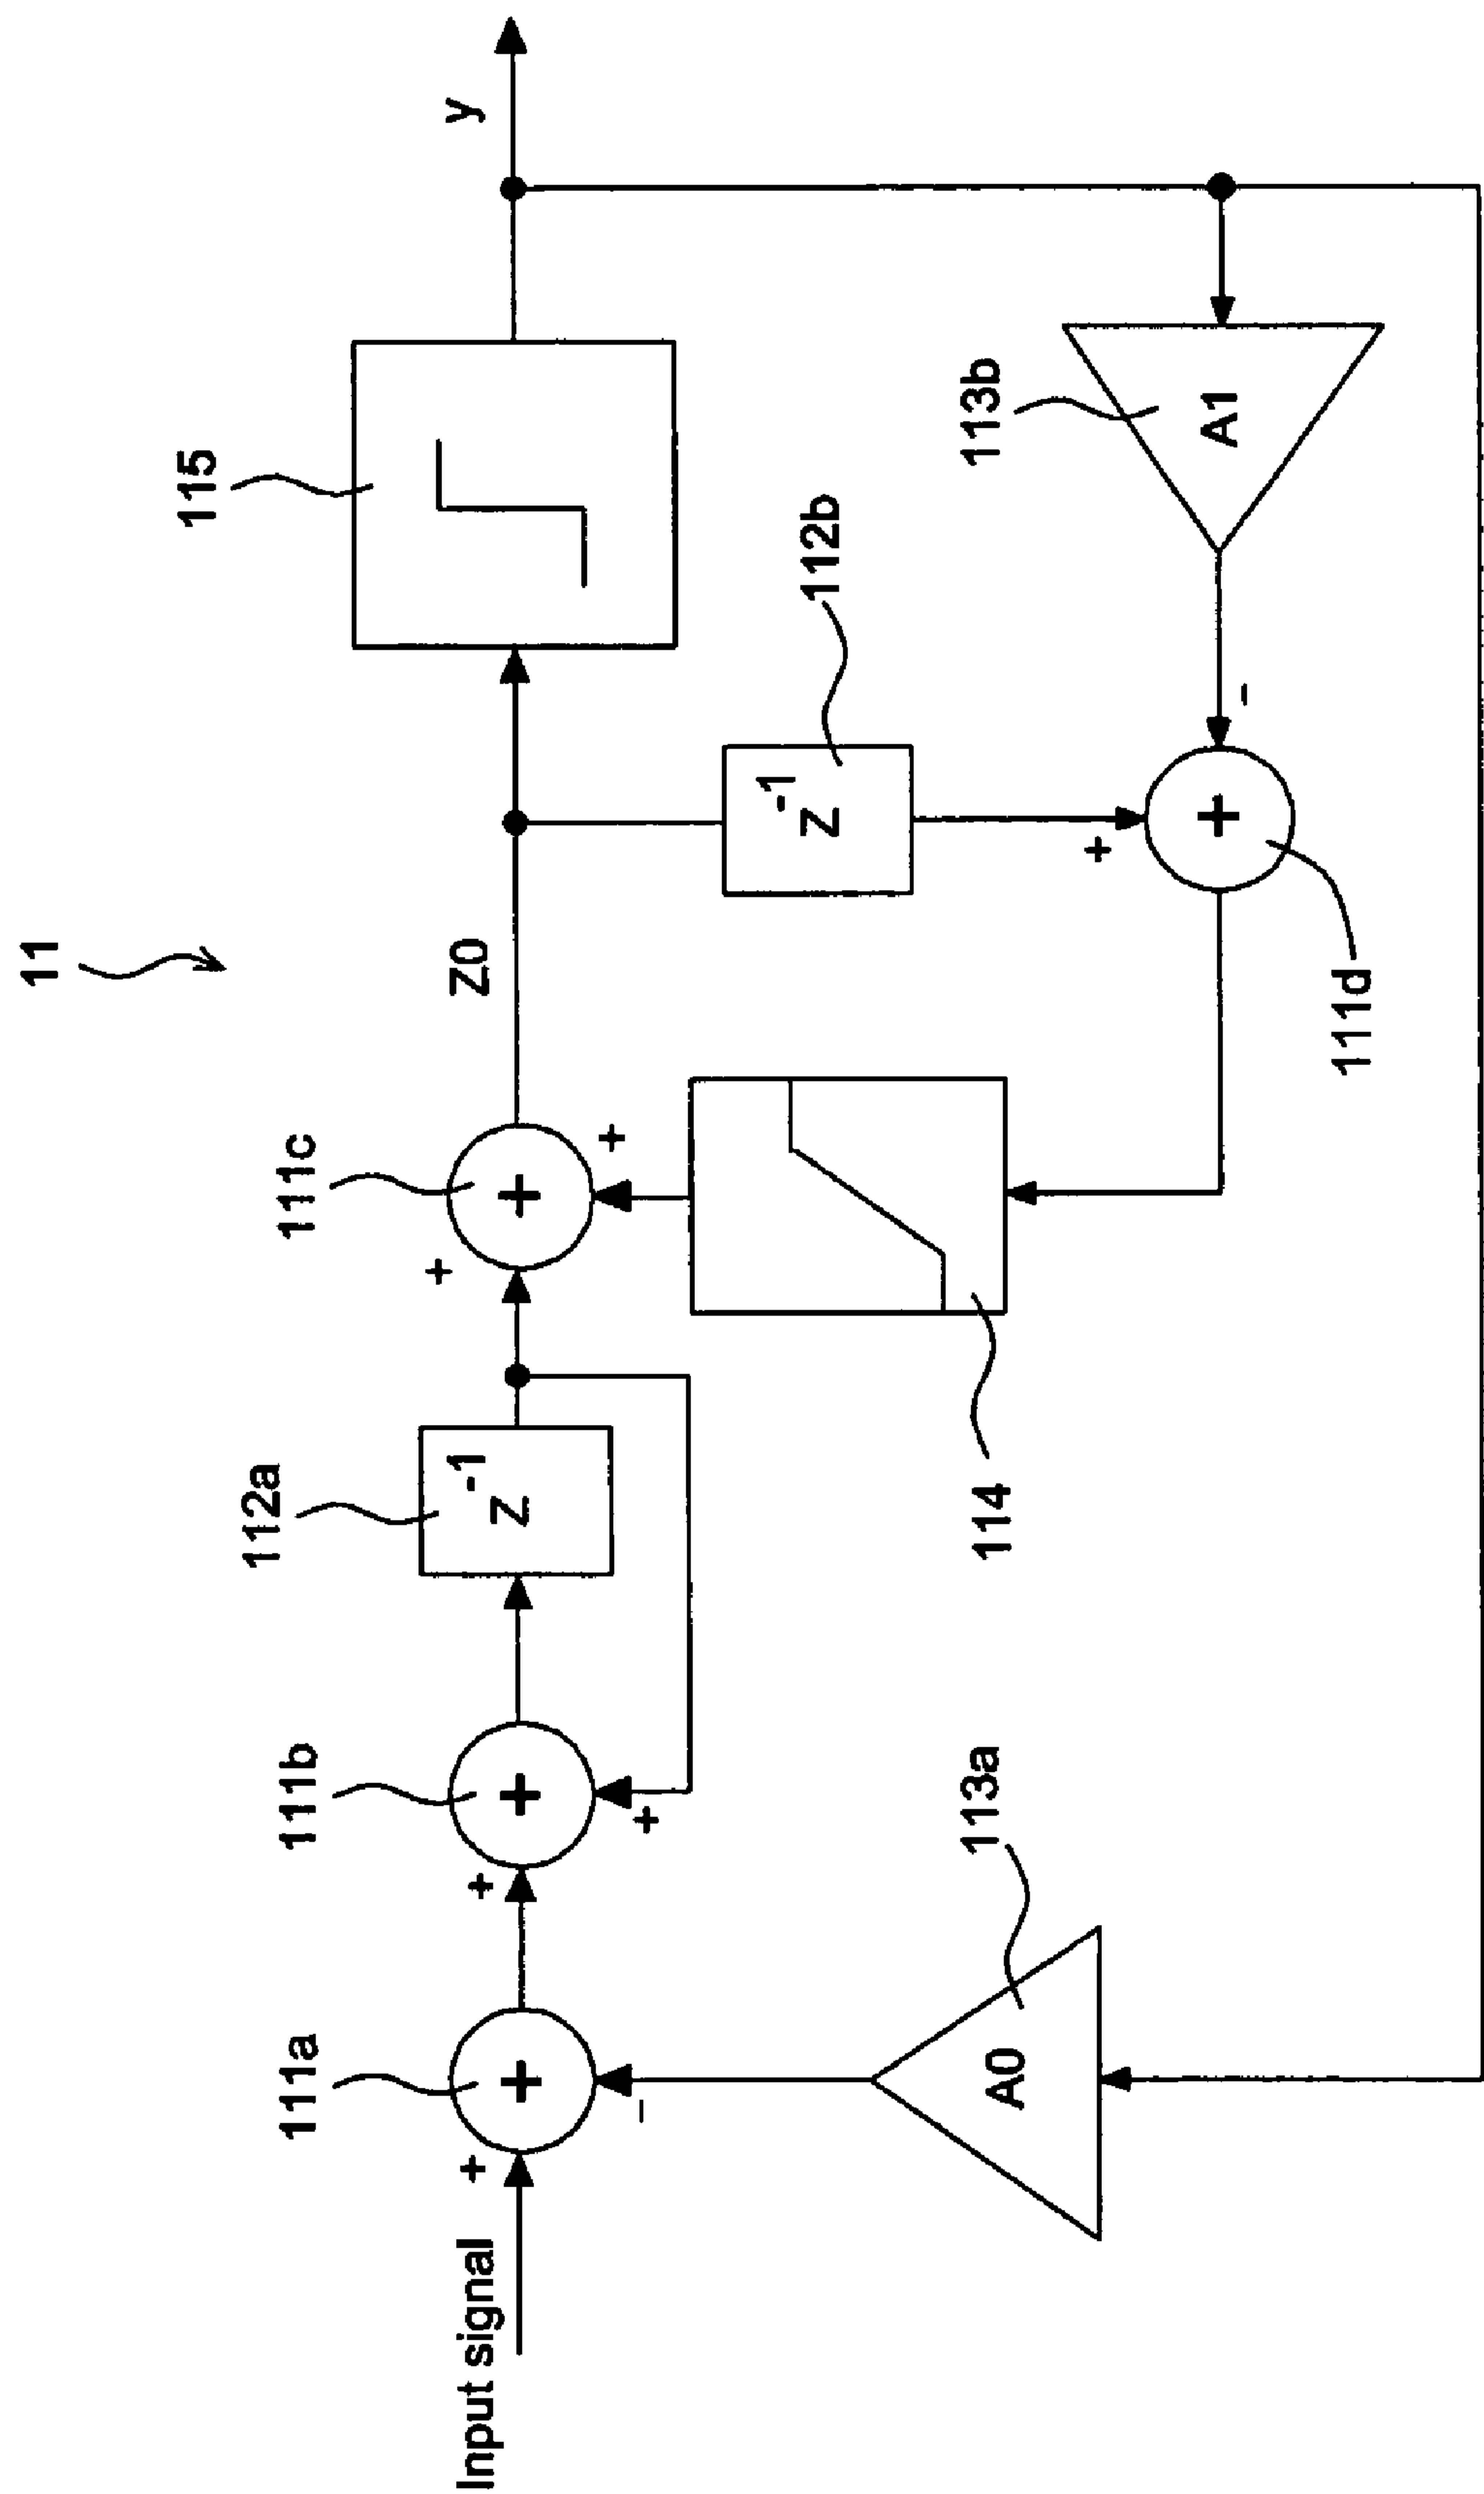 11
111a
111b
112a
111c
Z0
115
y
Input signal
+
+
−
+
+
+
+
z-1
+
+
+
+
114
z-1
112b
+
+
-
111d
A0
113a
A1
113b